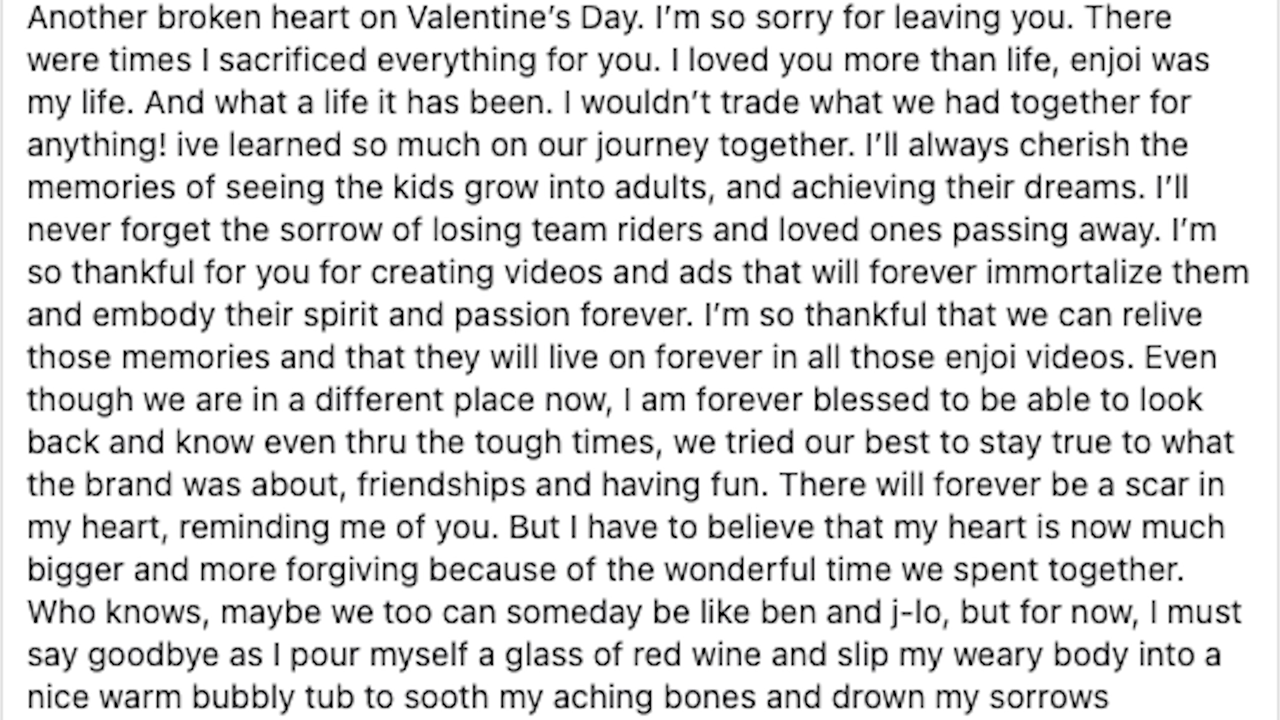 Another broken heart on Valentine’s Day. I’m so sorry for leaving you. There
were times I sacrificed everything for you. I loved you more than life, enjoi was
my life. And what a life it has been. I wouldn’t trade what we had together for
anything! ive learned so much on our journey together. I’ll always cherish the
memories of seeing the kids grow into adults, and achieving their dreams. I’ll
never forget the sorrow of losing team riders and loved ones passing away. I’m
so thankful for you for creating videos and ads that will forever immortalize them
and embody their spirit and passion forever. I’m so thankful that we can relive
those memories and that they will live on forever in all those enjoi videos. Even
though we are in a different place now, I am forever blessed to be able to look
back and know even thru the tough times, we tried our best to stay true to what
the brand was about, friendships and having fun. There will forever be a scar in
my heart, reminding me of you. But I have to believe that my heart is now much
bigger and more forgiving because of the wonderful time we spent together.
Who knows, maybe we too can someday be like ben and j-lo, but for now, I must
say goodbye as I pour myself a glass of red wine and slip my weary body into a
nice warm bubbly tub to sooth my aching bones and drown my sorrows